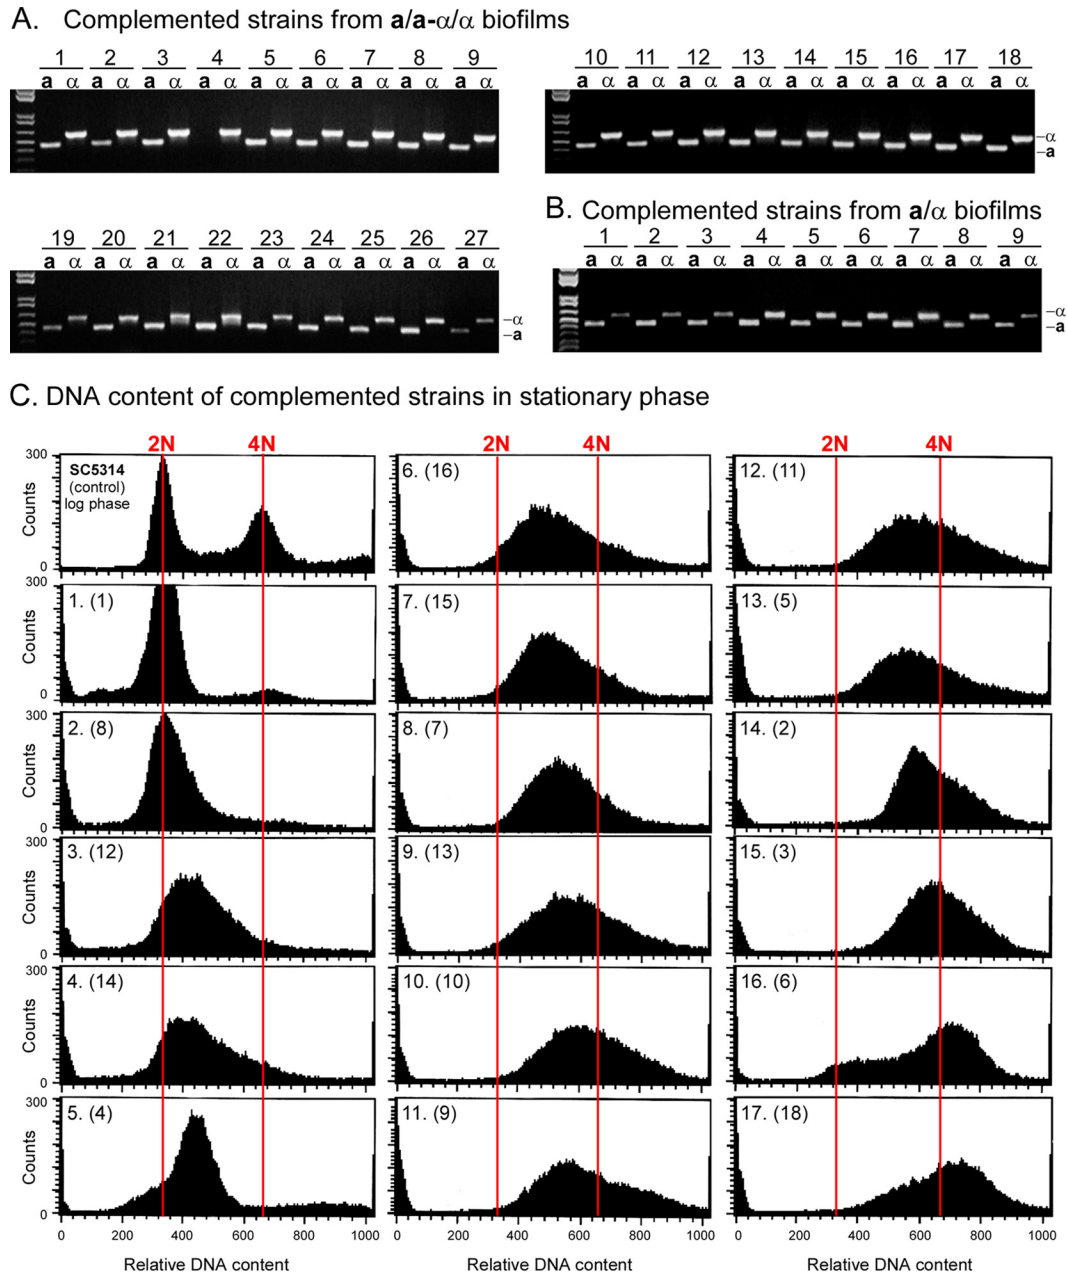 A. Complemented strains from a/a-α/α biofilms
1 2 3 4 5 6 7 8 9
a α a α a α a α a α a α a α a α a α
10 11 12 13 14 15 16 17 18
a α a α a α a α a α a α a α a α a α
–α
–a
19 20 21 22 23 24 25 26 27
a α a α a α a α a α a α a α a α a α
–α
–a
B. Complemented strains from a/α biofilms
1 2 3 4 5 6 7 8 9
a α a α a α a α a α a α a α a α a α
–α
–a
C. DNA content of complemented strains in stationary phase
2N 4N 2N 4N 2N 4N
300
Counts
0
SC5314
(control)
log phase
6. (16)
12. (11)
300
Counts
0
1. (1)
7. (15)
13. (5)
300
Counts
0
2. (8)
8. (7)
14. (2)
300
Counts
0
3. (12)
9. (13)
15. (3)
300
Counts
0
4. (14)
10. (10)
16. (6)
300
Counts
0
5. (4)
11. (9)
17. (18)
0 200 400 600 800 1000
0 200 400 600 800 1000
0 200 400 600 800 1000
Relative DNA content
Relative DNA content
Relative DNA content